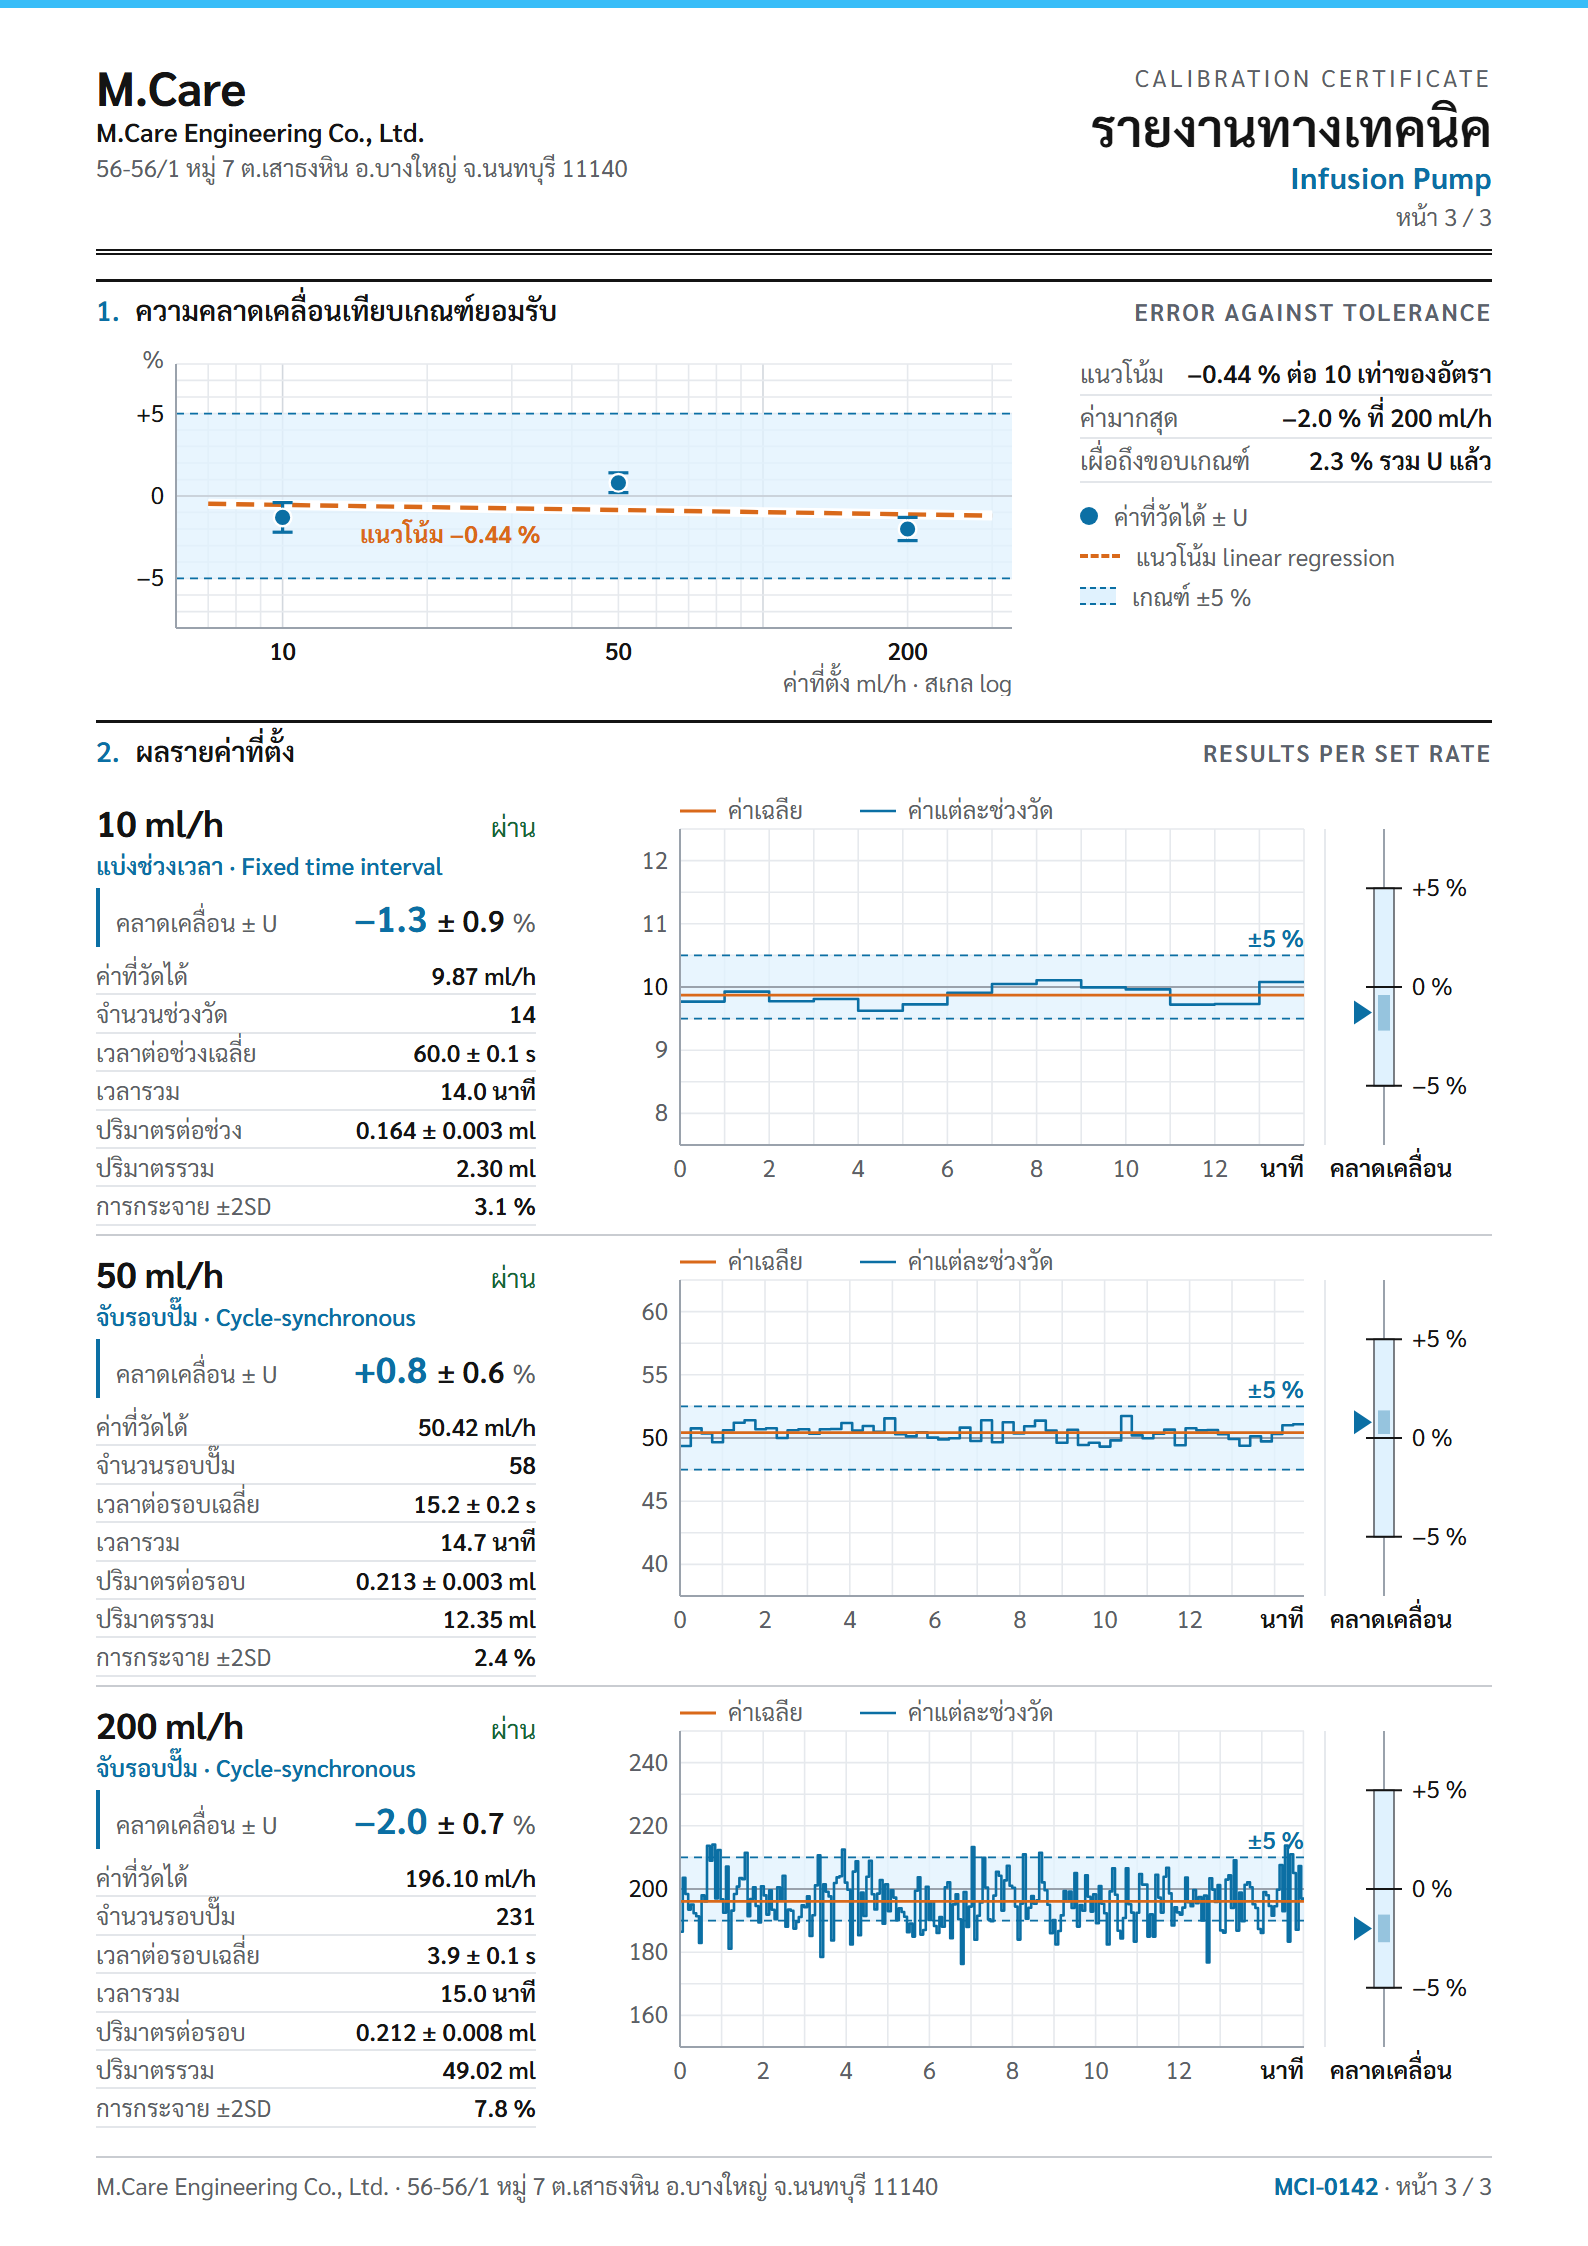 M.Care
M.Care Engineering Co., Ltd.
56-56/1 หมู่ 7 ต.เสาธงหิน อ.บางใหญ่ จ.นนทบุรี 11140
CALIBRATION CERTIFICATE
รายงานทางเทคนิค
Infusion Pump
หน้า 3 / 3
1. ความคลาดเคลื่อนเทียบเกณฑ์ยอมรับ
ERROR AGAINST TOLERANCE
%
+5
0
−5
แนวโน้ม −0.44 %
10 50 200
ค่าที่ตั้ง ml/h · สเกล log
แนวโน้ม −0.44 % ต่อ 10 เท่าของอัตรา
ค่ามากสุด −2.0 % ที่ 200 ml/h
เผื่อถึงขอบเกณฑ์ 2.3 % รวม U แล้ว
ค่าที่วัดได้ ± U
แนวโน้ม linear regression
เกณฑ์ ±5 %
2. ผลรายค่าที่ตั้ง
RESULTS PER SET RATE
10 ml/h ผ่าน
แบ่งช่วงเวลา · Fixed time interval
คลาดเคลื่อน ± U −1.3 ± 0.9 %
ค่าที่วัดได้ 9.87 ml/h
จำนวนช่วงวัด 14
เวลาต่อช่วงเฉลี่ย 60.0 ± 0.1 s
เวลารวม 14.0 นาที
ปริมาตรต่อช่วง 0.164 ± 0.003 ml
ปริมาตรรวม 2.30 ml
การกระจาย ±2SD 3.1 %
ค่าเฉลี่ย ค่าแต่ละช่วงวัด
12
11
10
9
8
±5 %
0 2 4 6 8 10 12 นาที
+5 %
0 %
−5 %
คลาดเคลื่อน
50 ml/h ผ่าน
จับรอบปั๊ม · Cycle-synchronous
คลาดเคลื่อน ± U +0.8 ± 0.6 %
ค่าที่วัดได้ 50.42 ml/h
จำนวนรอบปั๊ม 58
เวลาต่อรอบเฉลี่ย 15.2 ± 0.2 s
เวลารวม 14.7 นาที
ปริมาตรต่อรอบ 0.213 ± 0.003 ml
ปริมาตรรวม 12.35 ml
การกระจาย ±2SD 2.4 %
ค่าเฉลี่ย ค่าแต่ละช่วงวัด
60
55
50
45
40
±5 %
0 2 4 6 8 10 12 นาที
+5 %
0 %
−5 %
คลาดเคลื่อน
200 ml/h ผ่าน
จับรอบปั๊ม · Cycle-synchronous
คลาดเคลื่อน ± U −2.0 ± 0.7 %
ค่าที่วัดได้ 196.10 ml/h
จำนวนรอบปั๊ม 231
เวลาต่อรอบเฉลี่ย 3.9 ± 0.1 s
เวลารวม 15.0 นาที
ปริมาตรต่อรอบ 0.212 ± 0.008 ml
ปริมาตรรวม 49.02 ml
การกระจาย ±2SD 7.8 %
ค่าเฉลี่ย ค่าแต่ละช่วงวัด
240
220
200
180
160
±5 %
0 2 4 6 8 10 12 นาที
+5 %
0 %
−5 %
คลาดเคลื่อน
M.Care Engineering Co., Ltd. · 56-56/1 หมู่ 7 ต.เสาธงหิน อ.บางใหญ่ จ.นนทบุรี 11140
MCI-0142 · หน้า 3 / 3